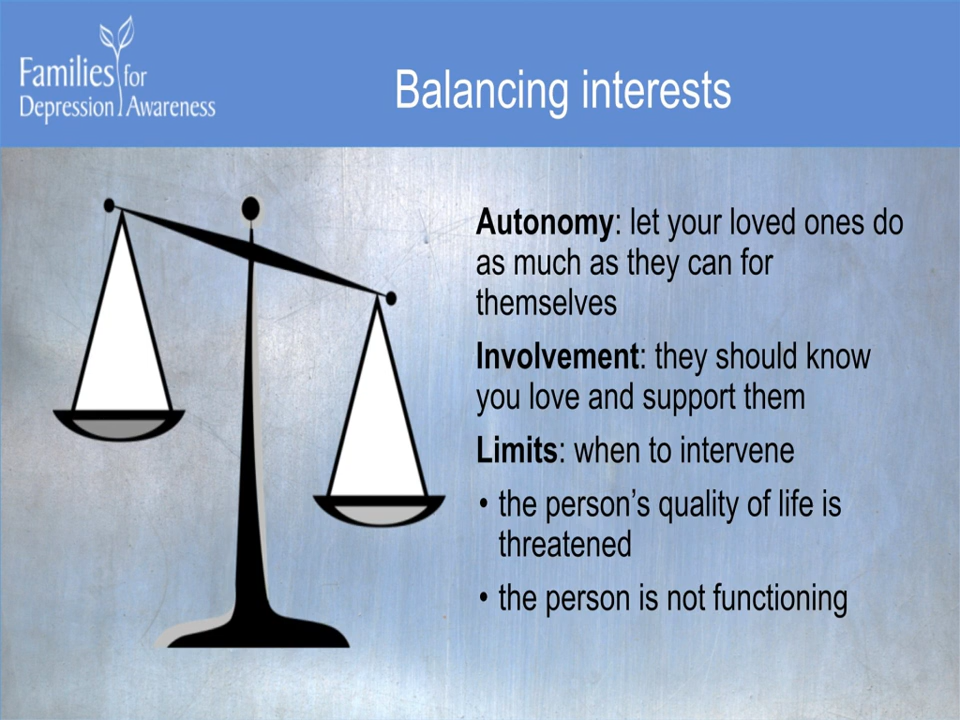 Families for
Depression Awareness
Balancing interests
Autonomy: let your loved ones do
as much as they can for
themselves
Involvement: they should know
you love and support them
Limits: when to intervene
• the person’s quality of life is
threatened
• the person is not functioning